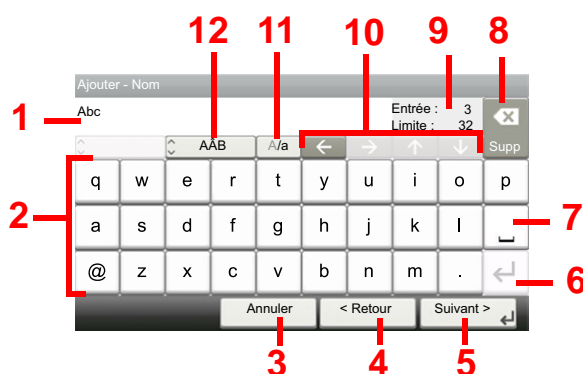 12 11 10 9 8
Ajouter - Nom
1 Abc Entrée : 3
Limite : 32
AÂB A/a ← → ↑ ↓ Supp
q w e r t y u i o p
2 a s d f g h j k l 7
@ z x c v b n m . 6
Annuler < Retour Suivant >
3 4 5